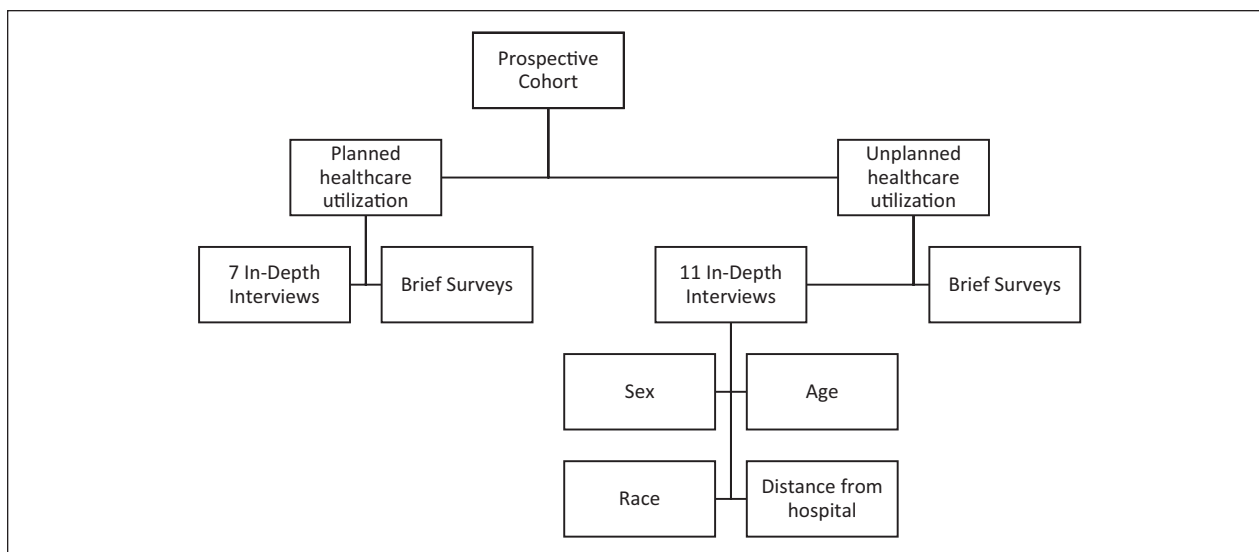 Prospective
Cohort
Planned
healthcare
utilization
Unplanned
healthcare
utilization
7 In-Depth
Interviews
Brief Surveys
11 In-Depth
Interviews
Brief Surveys
Sex
Age
Race
Distance from
hospital